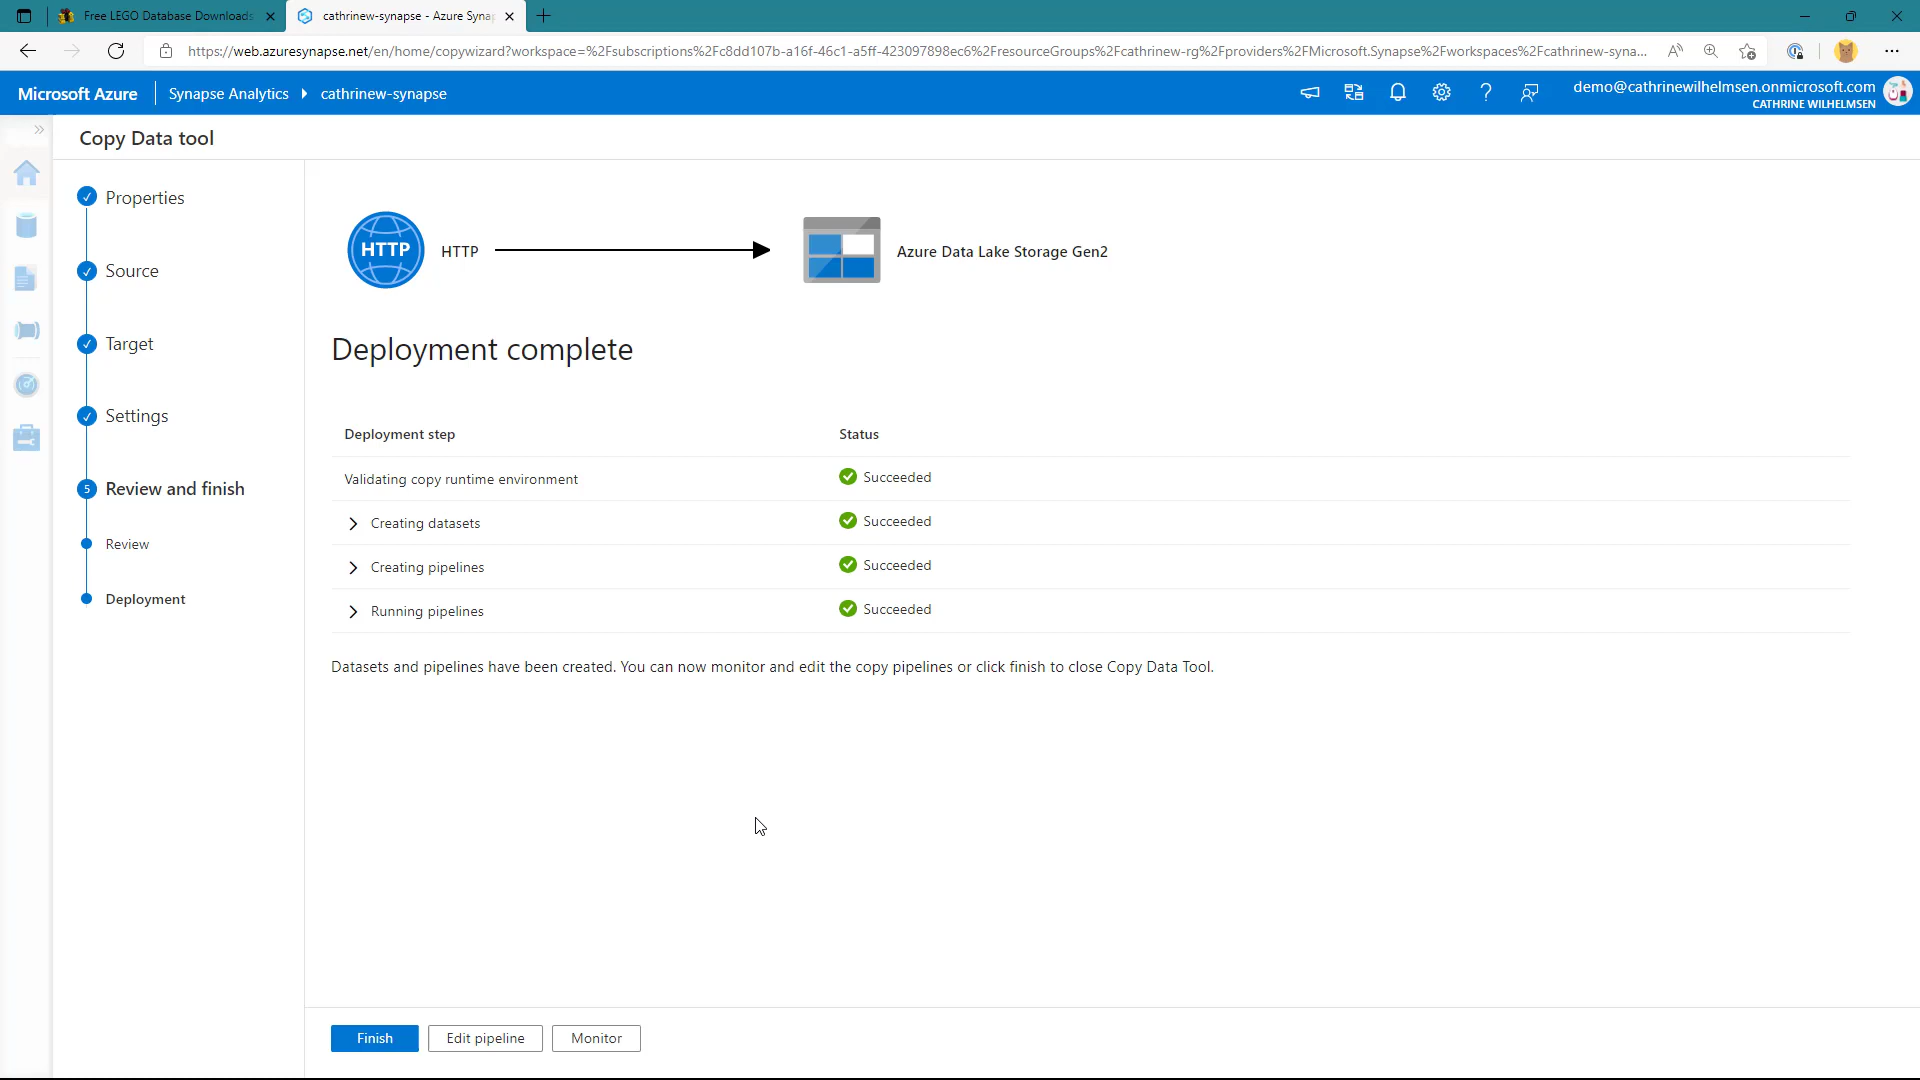 Free LEGO Database Downloads
cathrinew-synapse - Azure Syna
https://web.azuresynapse.net/en/home/copywizard?workspace=%2Fsubscriptions%2Fc8dd107b-a16f-46c1-a5ff-423097898ec6%2FresourceGroups%2Fcathrinew-rg%2Fproviders%2FMicrosoft.Synapse%2Fworkspaces%2Fcathrinew-syna...
Microsoft Azure
Synapse Analytics
cathrinew-synapse
demo@cathrinewilhelmsen.onmicrosoft.com
CATHRINE WILHELMSEN
Copy Data tool
Properties
Source
Target
Settings
5 Review and finish
Review
Deployment
HTTP
HTTP
Azure Data Lake Storage Gen2
Deployment complete
Deployment step Status
Validating copy runtime environment Succeeded
Creating datasets Succeeded
Creating pipelines Succeeded
Running pipelines Succeeded
Datasets and pipelines have been created. You can now monitor and edit the copy pipelines or click finish to close Copy Data Tool.
Finish Edit pipeline Monitor